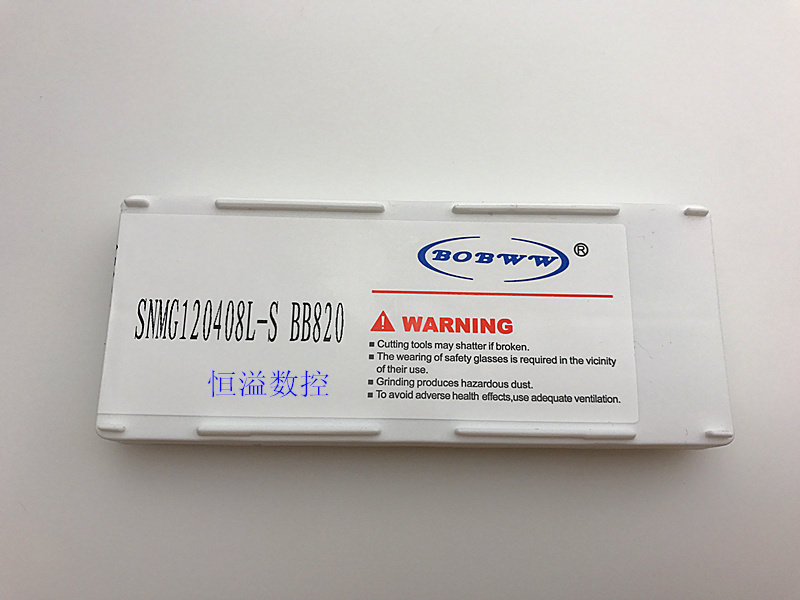 BOBWW®
SNMG120408L-S BB820
恒溢数控
WARNING
■ Cutting tools may shatter if broken.
■ The wearing of safety glasses is required in the vicinity
of their use.
■ Grinding produces hazardous dust.
■ To avoid adverse health effects,use adequate ventilation.